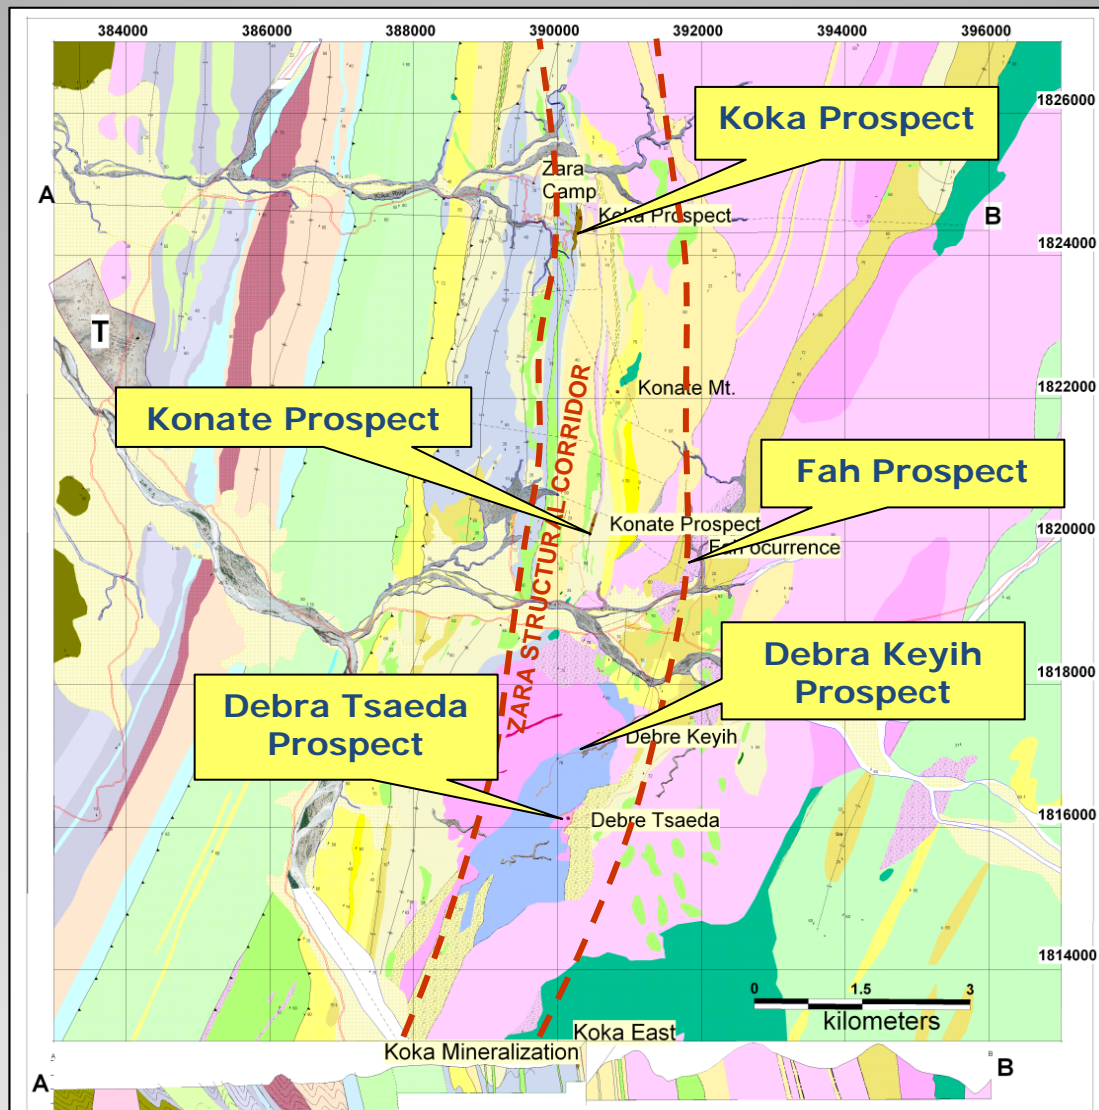 384000 386000 388000 390000 392000 394000 396000
1826000
Koka Prospect
Zara
Camp
A
Koka Prospect
B
1824000
T
1822000
Konate Mt.
Konate Prospect
ZARA STRUCTURAL CORRIDOR
Fah Prospect
Konate Prospect
1820000
Fah ocurrence
Debra Keyih
Prospect
1818000
Debra Tsaeda
Prospect
Debre Keyih
1816000
Debre Tsaeda
1814000
0 1.5 3
kilometers
Koka East
Koka Mineralization
A
B
A
B